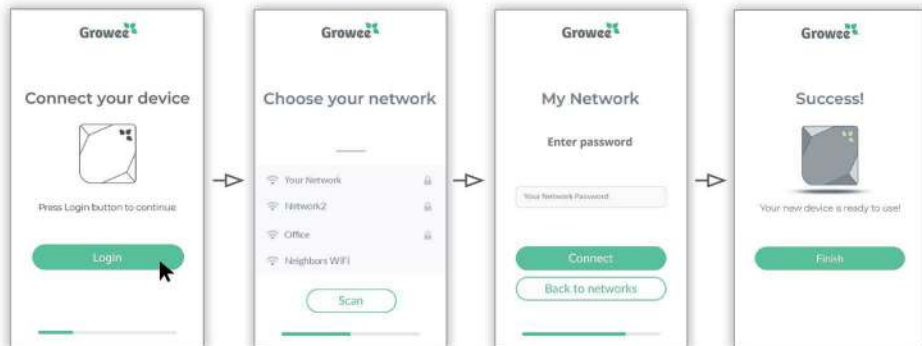 Growee
Connect your device
Press Login button to continue
Login
Growee
Choose your network
Your Network
Network2
Office
Neighbors WiFi
Scan
Growee
My Network
Enter password
Your Network Password
Connect
Back to networks
Growee
Success!
Your new device is ready to use!
Finish